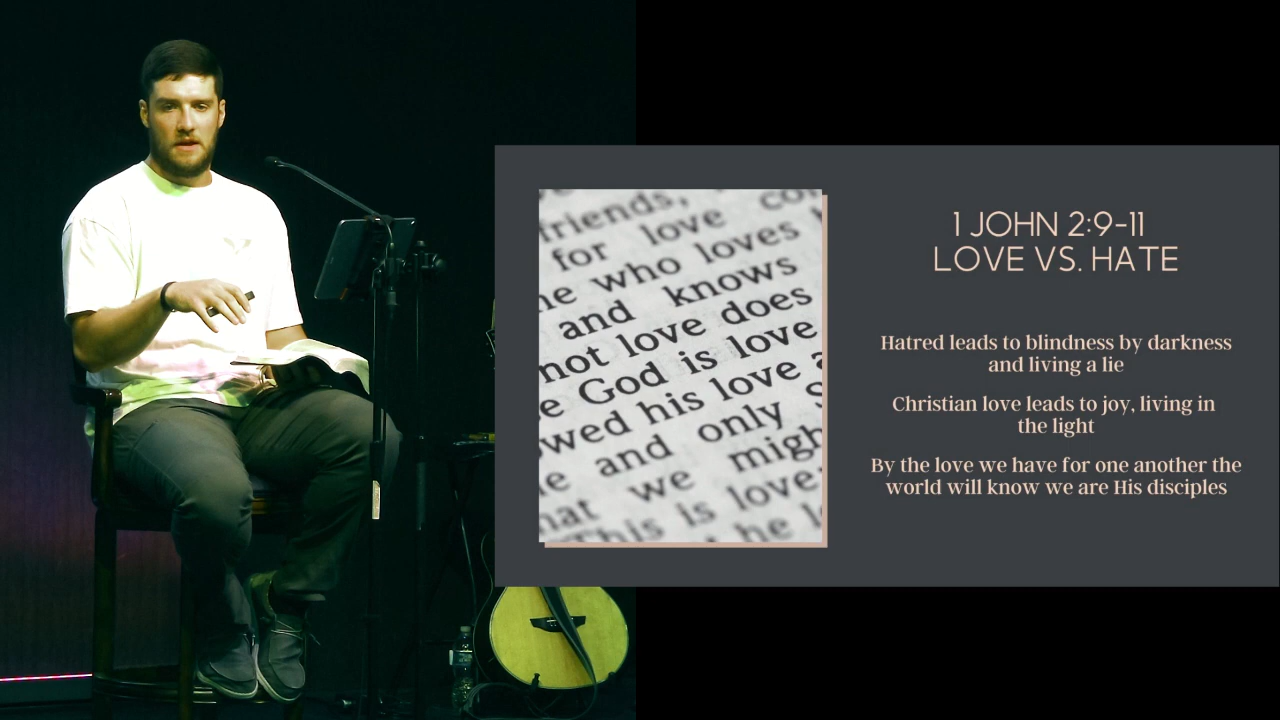 friends,
for love
who loves
and knows
not love does
God is love
his love
and only
we
This is love
1 JOHN 2:9-11
LOVE VS. HATE
Hatred leads to blindness by darkness
and living a lie
Christian love leads to joy, living in
the light
By the love we have for one another the
world will know we are His disciples